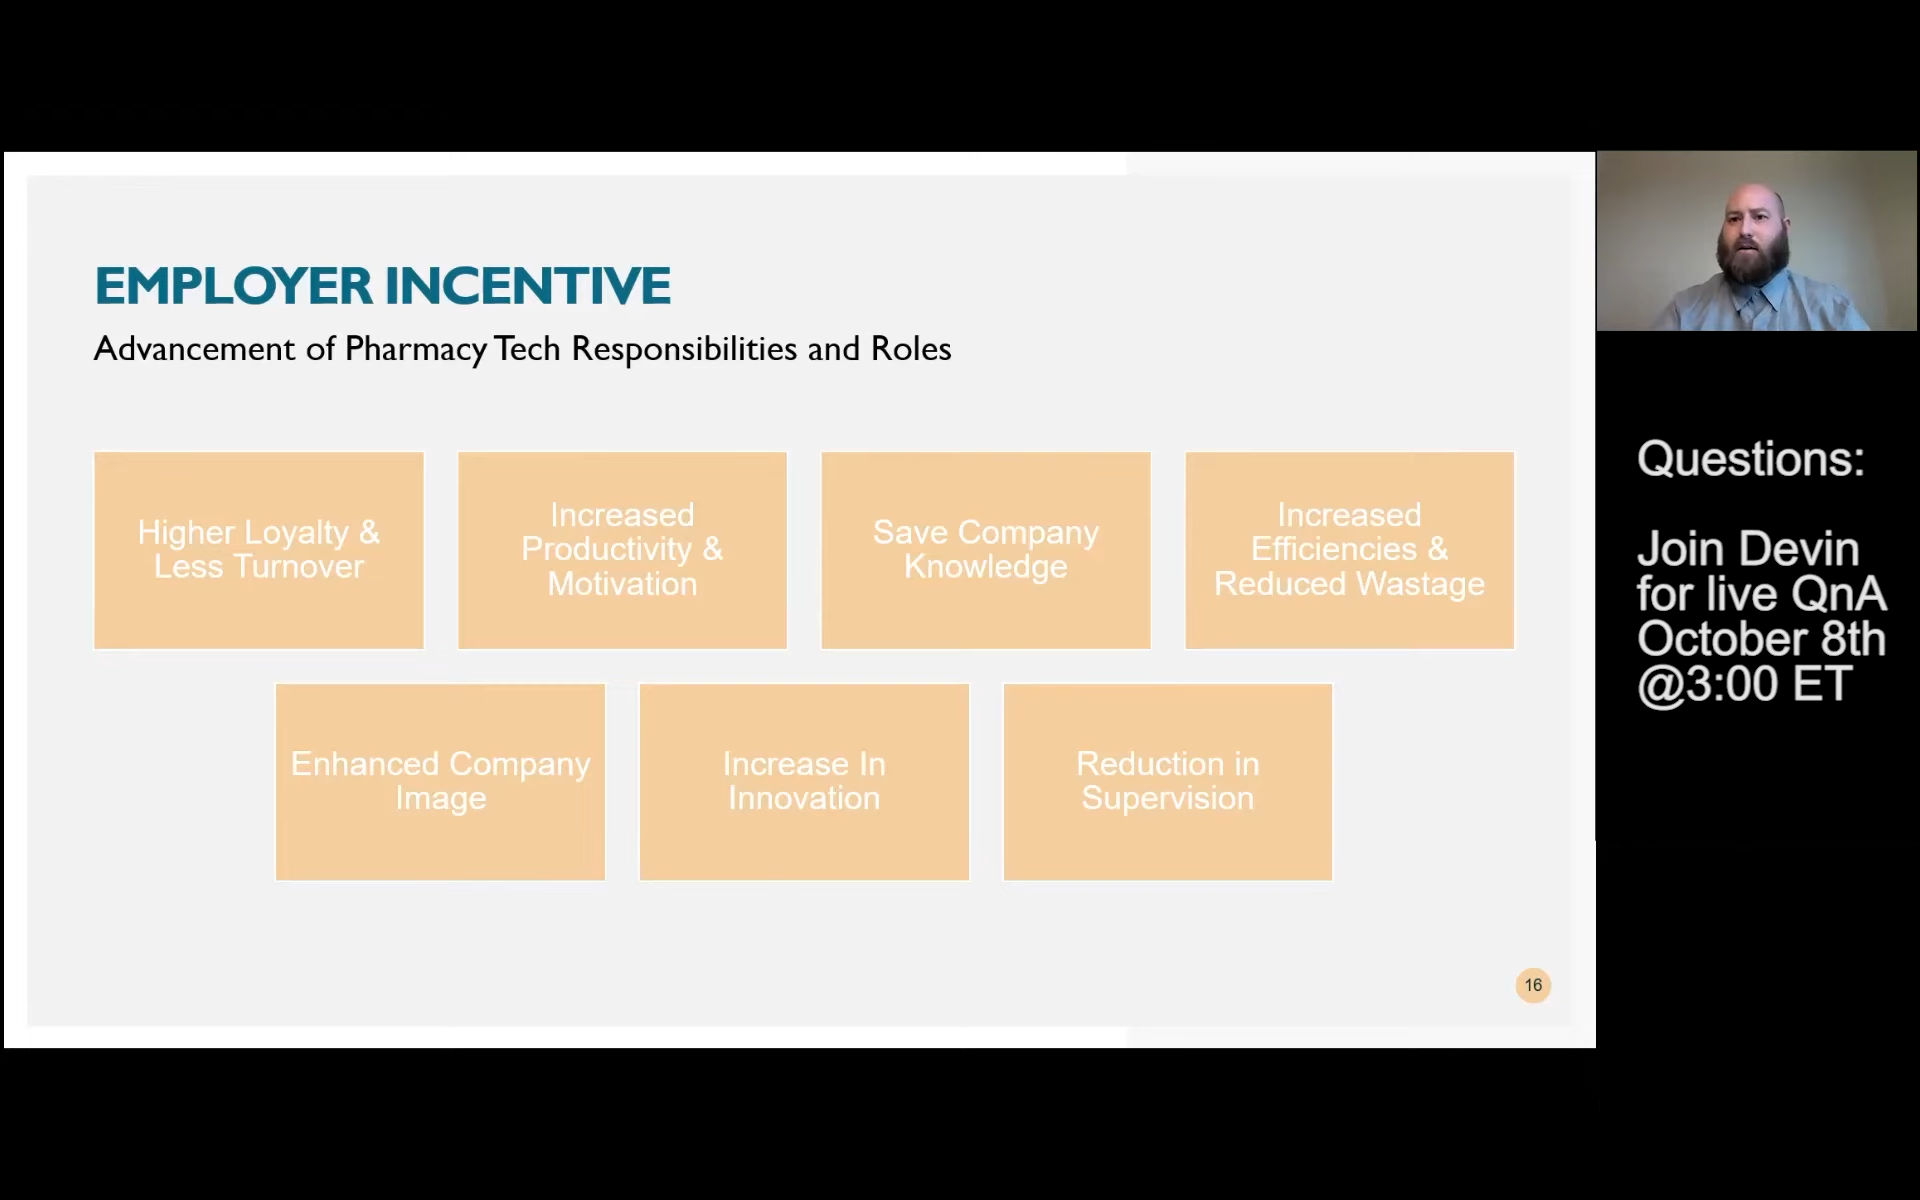 EMPLOYER INCENTIVE
Advancement of Pharmacy Tech Responsibilities and Roles
Higher Loyalty &
Less Turnover
Increased
Productivity &
Motivation
Save Company
Knowledge
Increased
Efficiencies &
Reduced Wastage
Enhanced Company
Image
Increase In
Innovation
Reduction in
Supervision
16
Questions:
Join Devin
for live QnA
October 8th
@3:00 ET